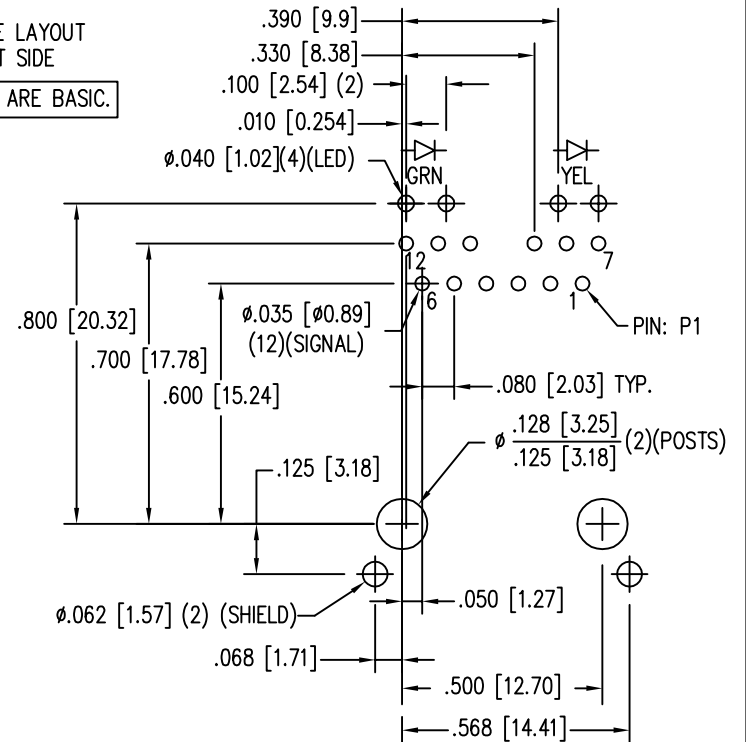 E LAYOUT
T SIDE
ARE BASIC.
.390 [9.9]
.330 [8.38]
.100 [2.54] (2)
.010 [0.254]
ø.040 [1.02](4)(LED)
GRN
YEL
12
7
6
1
.800 [20.32]
.700 [17.78]
.600 [15.24]
ø.035 [ø0.89]
(12)(SIGNAL)
PIN: P1
.080 [2.03] TYP.
ø .128 [3.25]
.125 [3.18] (2)(POSTS)
.125 [3.18]
ø.062 [1.57] (2) (SHIELD)
.050 [1.27]
.068 [1.71]
.500 [12.70]
.568 [14.41]